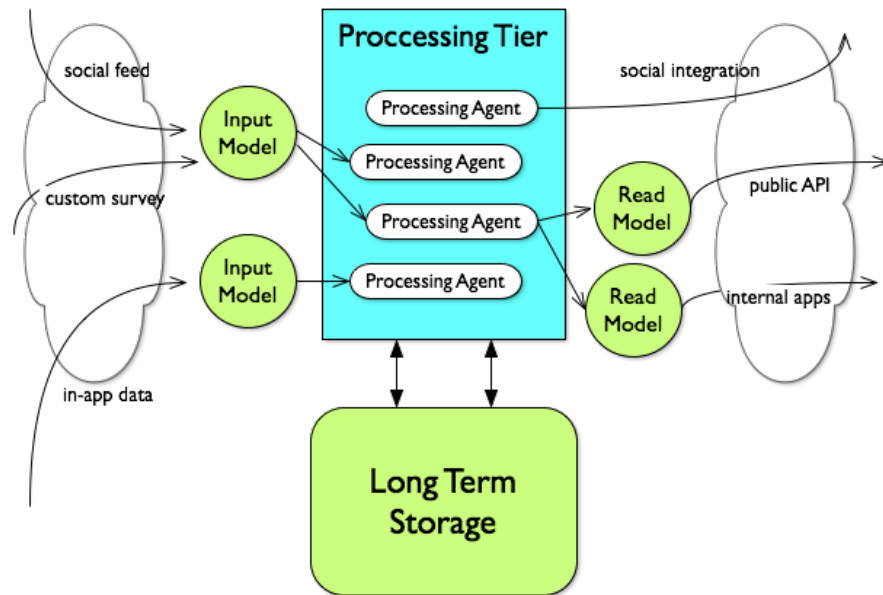 Proccessing Tier
social feed
social integration
Processing Agent
Input
Model
Processing Agent
custom survey
Read
Model
public API
Processing Agent
Input
Model
Processing Agent
Read
Model
internal apps
in-app data
Long Term
Storage